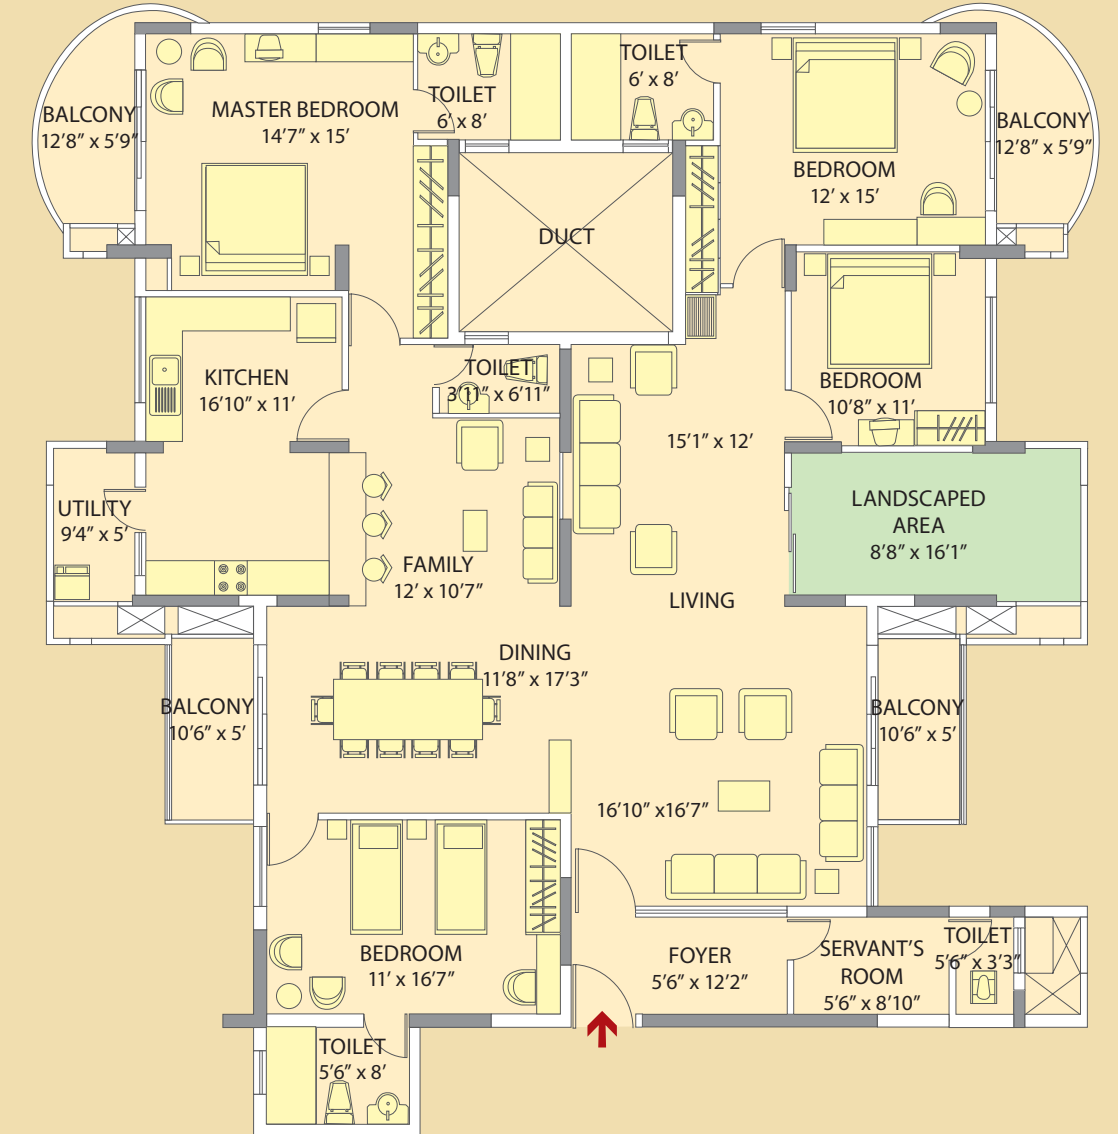 TOILET
6’ x 8’
BALCONY
12’8” x 5’9”
MASTER BEDROOM
14’7” x 15’
TOILET
6’ x 8’
BALCONY
12’8” x 5’9”
BEDROOM
12’ x 15’
DUCT
KITCHEN
16’10” x 11’
TOILET
3’11” x 6’11”
BEDROOM
10’8” x 11’
15’1” x 12’
UTILITY
9’4” x 5’
LANDSCAPED
AREA
8’8” x 16’1”
FAMILY
12’ x 10’7”
LIVING
DINING
11’8” x 17’3”
BALCONY
10’6” x 5’
BALCONY
10’6” x 5’
16’10” x16’7”
BEDROOM
11’ x 16’7”
FOYER
5’6” x 12’2”
SERVANT’S
ROOM
5’6” x 8’10”
TOILET
5’6” x 3’3”
TOILET
5’6” x 8’